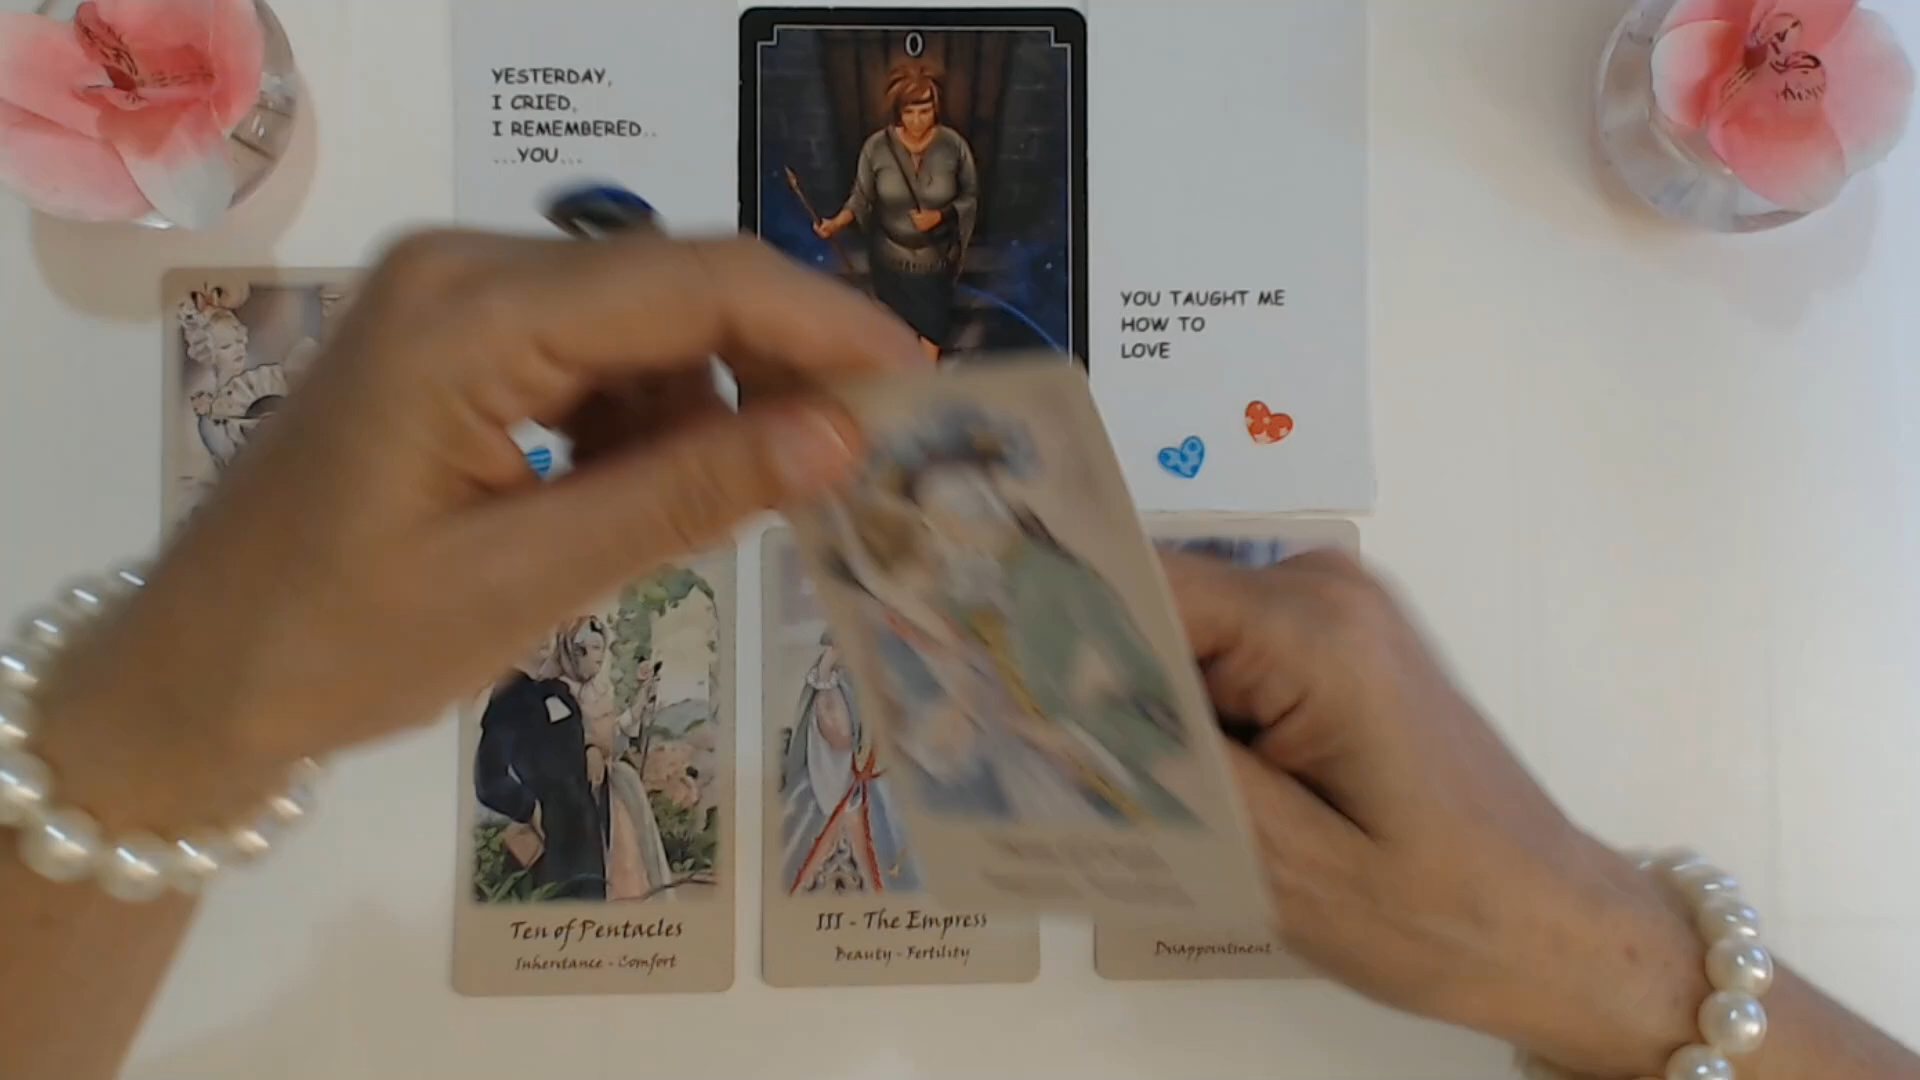 YESTERDAY,
I CRIED,
I REMEMBERED..
...YOU...
0
YOU TAUGHT ME
HOW TO
LOVE
Ten of Pentacles
Inheritance - Comfort
III - The Empress
Beauty - Fertility
Disappointment -